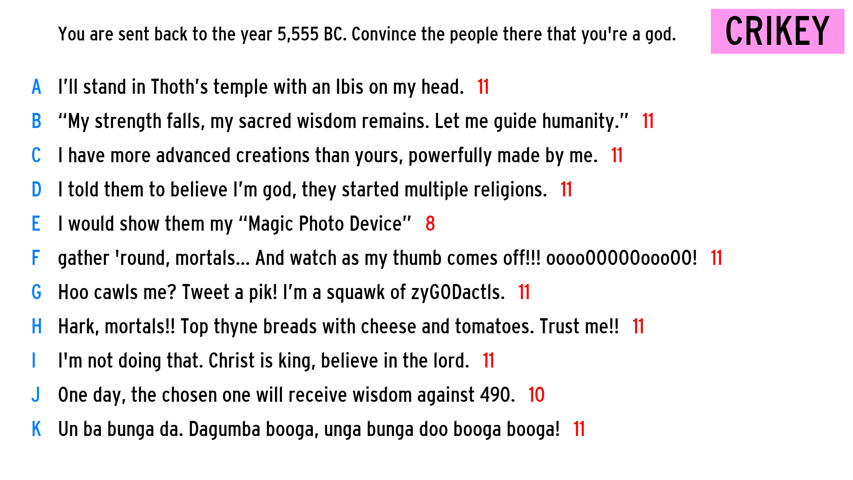 You are sent back to the year 5,555 BC. Convince the people there that you're a god.
CRIKEY
A I’ll stand in Thoth’s temple with an Ibis on my head. 11
B “My strength falls, my sacred wisdom remains. Let me guide humanity.” 11
C I have more advanced creations than yours, powerfully made by me. 11
D I told them to believe I’m god, they started multiple religions. 11
E I would show them my “Magic Photo Device” 8
F gather 'round, mortals... And watch as my thumb comes off!!! ooooOOOOOoooOO! 11
G Hoo cawls me? Tweet a pik! I’m a squawk of zyGODactls. 11
H Hark, mortals!! Top thyne breads with cheese and tomatoes. Trust me!! 11
I I'm not doing that. Christ is king, believe in the lord. 11
J One day, the chosen one will receive wisdom against 490. 10
K Un ba bunga da. Dagumba booga, unga bunga doo booga booga! 11